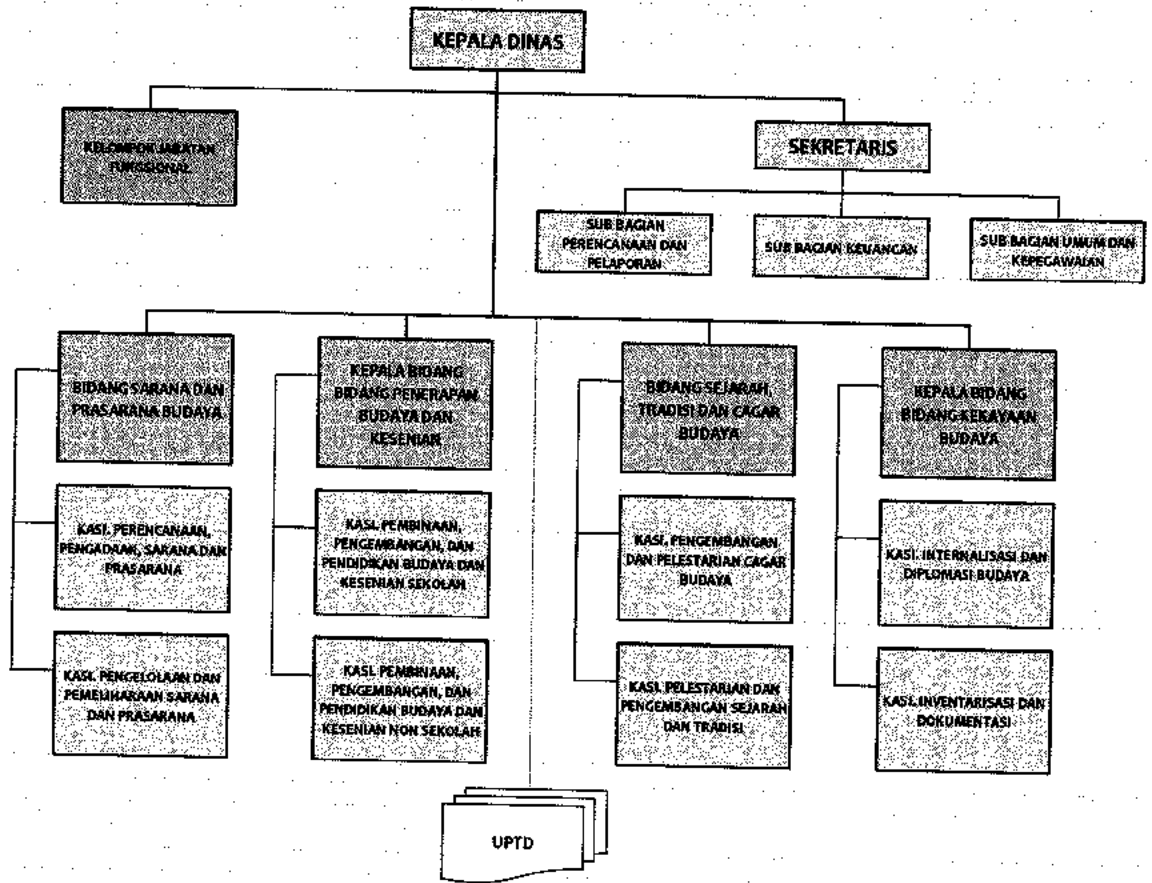 KEPALA DINAS
KELOMPOK JABATAN
FUNGSIONAL
SEKRETARIS
SUB BAGIAN
PERENCANAAN DAN
PELAPORAN
SUB BAGIAN KEUANGAN
SUB BAGIAN UMUM DAN
KEPEGAWAIAN
BIDANG SARANA DAN
PRASARANA BUDAYA
KEPALA BIDANG
BIDANG PENERAPAN
BUDAYA DAN
KESENIAN
BIDANG SEJARAH,
TRADISI DAN CAGAR
BUDAYA
KEPALA BIDANG
BIDANG KEKAYAAN
BUDAYA
KASI. PERENCANAAN,
PENGADAAN, SARANA DAN
PRASARANA
KASI. PEMBINAAN,
PENGEMBANGAN, DAN
PENDIDIKAN BUDAYA DAN
KESENIAN SEKOLAH
KASI. PENGEMBANGAN
DAN PELESTARIAN CAGAR
BUDAYA
KASI. INTERNALISASI DAN
DIPLOMASI BUDAYA
KASI. PENGELOLAAN DAN
PEMELIHARAAN SARANA
DAN PRASARANA
KASI. PEMBINAAN,
PENGEMBANGAN, DAN
PENDIDIKAN BUDAYA DAN
KESENIAN NON SEKOLAH
KASI. PELESTARIAN DAN
PENGEMBANGAN SEJARAH
DAN TRADISI
KASI. INVENTARISASI DAN
DOKUMENTASI
UPTD